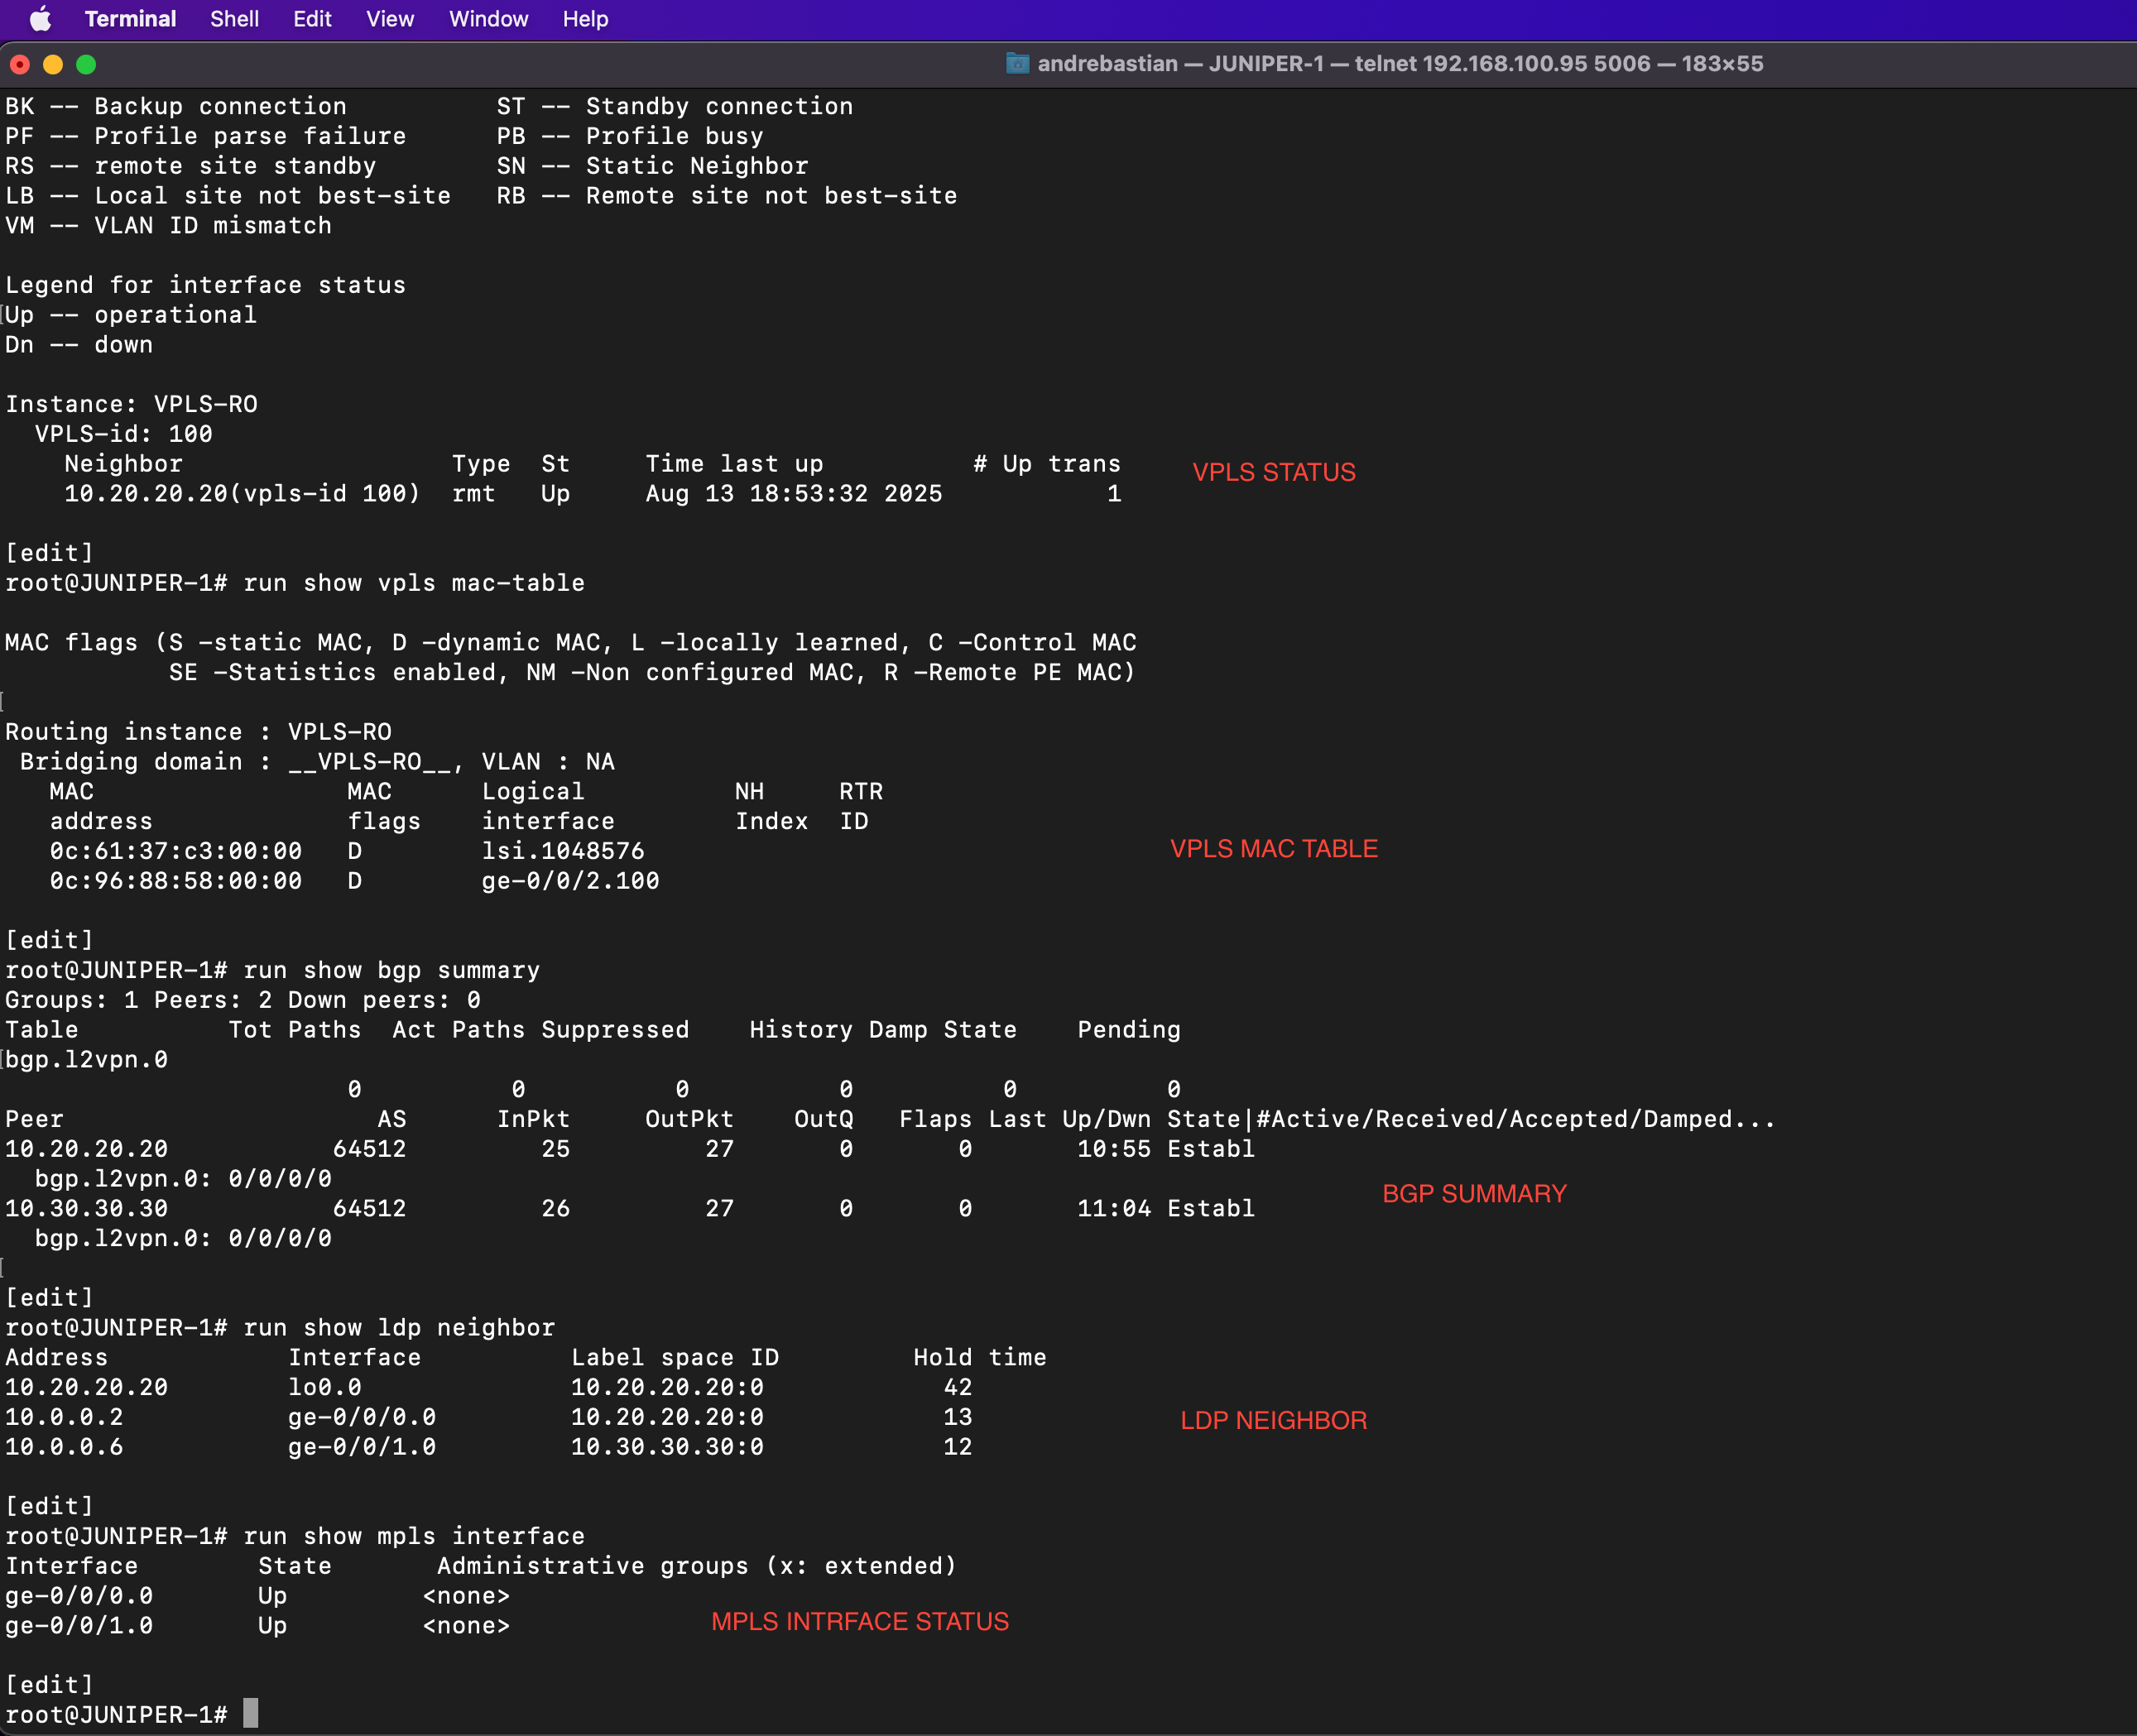 Terminal Shell Edit View Window Help
andrebastian — JUNIPER-1 — telnet 192.168.100.95 5006 — 183×55
BK -- Backup connection          ST -- Standby connection
PF -- Profile parse failure      PB -- Profile busy
RS -- remote site standby        SN -- Static Neighbor
LB -- Local site not best-site   RB -- Remote site not best-site
VM -- VLAN ID mismatch
Legend for interface status
Up -- operational
Dn -- down
Instance: VPLS-RO
VPLS-id: 100
Neighbor                  Type  St     Time last up          # Up trans
VPLS STATUS
10.20.20.20(vpls-id 100)  rmt   Up     Aug 13 18:53:32 2025           1
[edit]
root@JUNIPER-1# run show vpls mac-table
MAC flags (S -static MAC, D -dynamic MAC, L -locally learned, C -Control MAC
SE -Statistics enabled, NM -Non configured MAC, R -Remote PE MAC)
Routing instance : VPLS-RO
Bridging domain : __VPLS-RO__, VLAN : NA
MAC                 MAC      Logical          NH     RTR
address             flags    interface        Index  ID
0c:61:37:c3:00:00   D        lsi.1048576
VPLS MAC TABLE
0c:96:88:58:00:00   D        ge-0/0/2.100
[edit]
root@JUNIPER-1# run show bgp summary
Groups: 1 Peers: 2 Down peers: 0
Table          Tot Paths  Act Paths Suppressed    History Damp State    Pending
bgp.l2vpn.0
0          0          0          0          0          0
Peer                     AS      InPkt     OutPkt    OutQ   Flaps Last Up/Dwn State|#Active/Received/Accepted/Damped...
10.20.20.20           64512         25         27       0       0       10:55 Establ
bgp.l2vpn.0: 0/0/0/0
BGP SUMMARY
10.30.30.30           64512         26         27       0       0       11:04 Establ
bgp.l2vpn.0: 0/0/0/0
[edit]
root@JUNIPER-1# run show ldp neighbor
Address            Interface          Label space ID         Hold time
10.20.20.20        lo0.0              10.20.20.20:0            42
10.0.0.2           ge-0/0/0.0         10.20.20.20:0            13
LDP NEIGHBOR
10.0.0.6           ge-0/0/1.0         10.30.30.30:0            12
[edit]
root@JUNIPER-1# run show mpls interface
Interface        State       Administrative groups (x: extended)
ge-0/0/0.0       Up         <none>
ge-0/0/1.0       Up         <none>
MPLS INTRFACE STATUS
[edit]
root@JUNIPER-1#